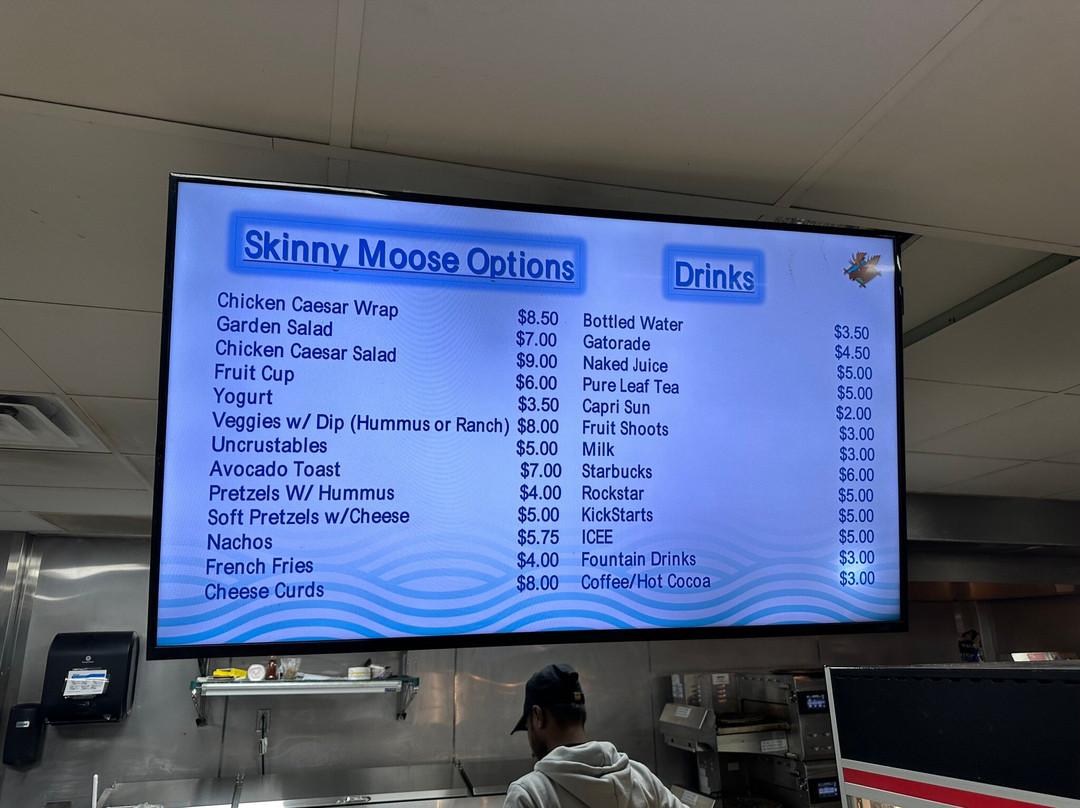 Skinny Moose Options
Chicken Caesar Wrap $8.50
Garden Salad $7.00
Chicken Caesar Salad $9.00
Fruit Cup $6.00
Yogurt $3.50
Veggies w/ Dip (Hummus or Ranch) $8.00
Uncrustables $5.00
Avocado Toast $7.00
Pretzels W/ Hummus $4.00
Soft Pretzels w/Cheese $5.00
Nachos $5.75
French Fries $4.00
Cheese Curds $8.00
Drinks
Bottled Water $3.50
Gatorade $4.50
Naked Juice $5.00
Pure Leaf Tea $5.00
Capri Sun $2.00
Fruit Shoots $3.00
Milk $3.00
Starbucks $6.00
Rockstar $5.00
KickStarts $5.00
ICEE $5.00
Fountain Drinks $3.00
Coffee/Hot Cocoa $3.00